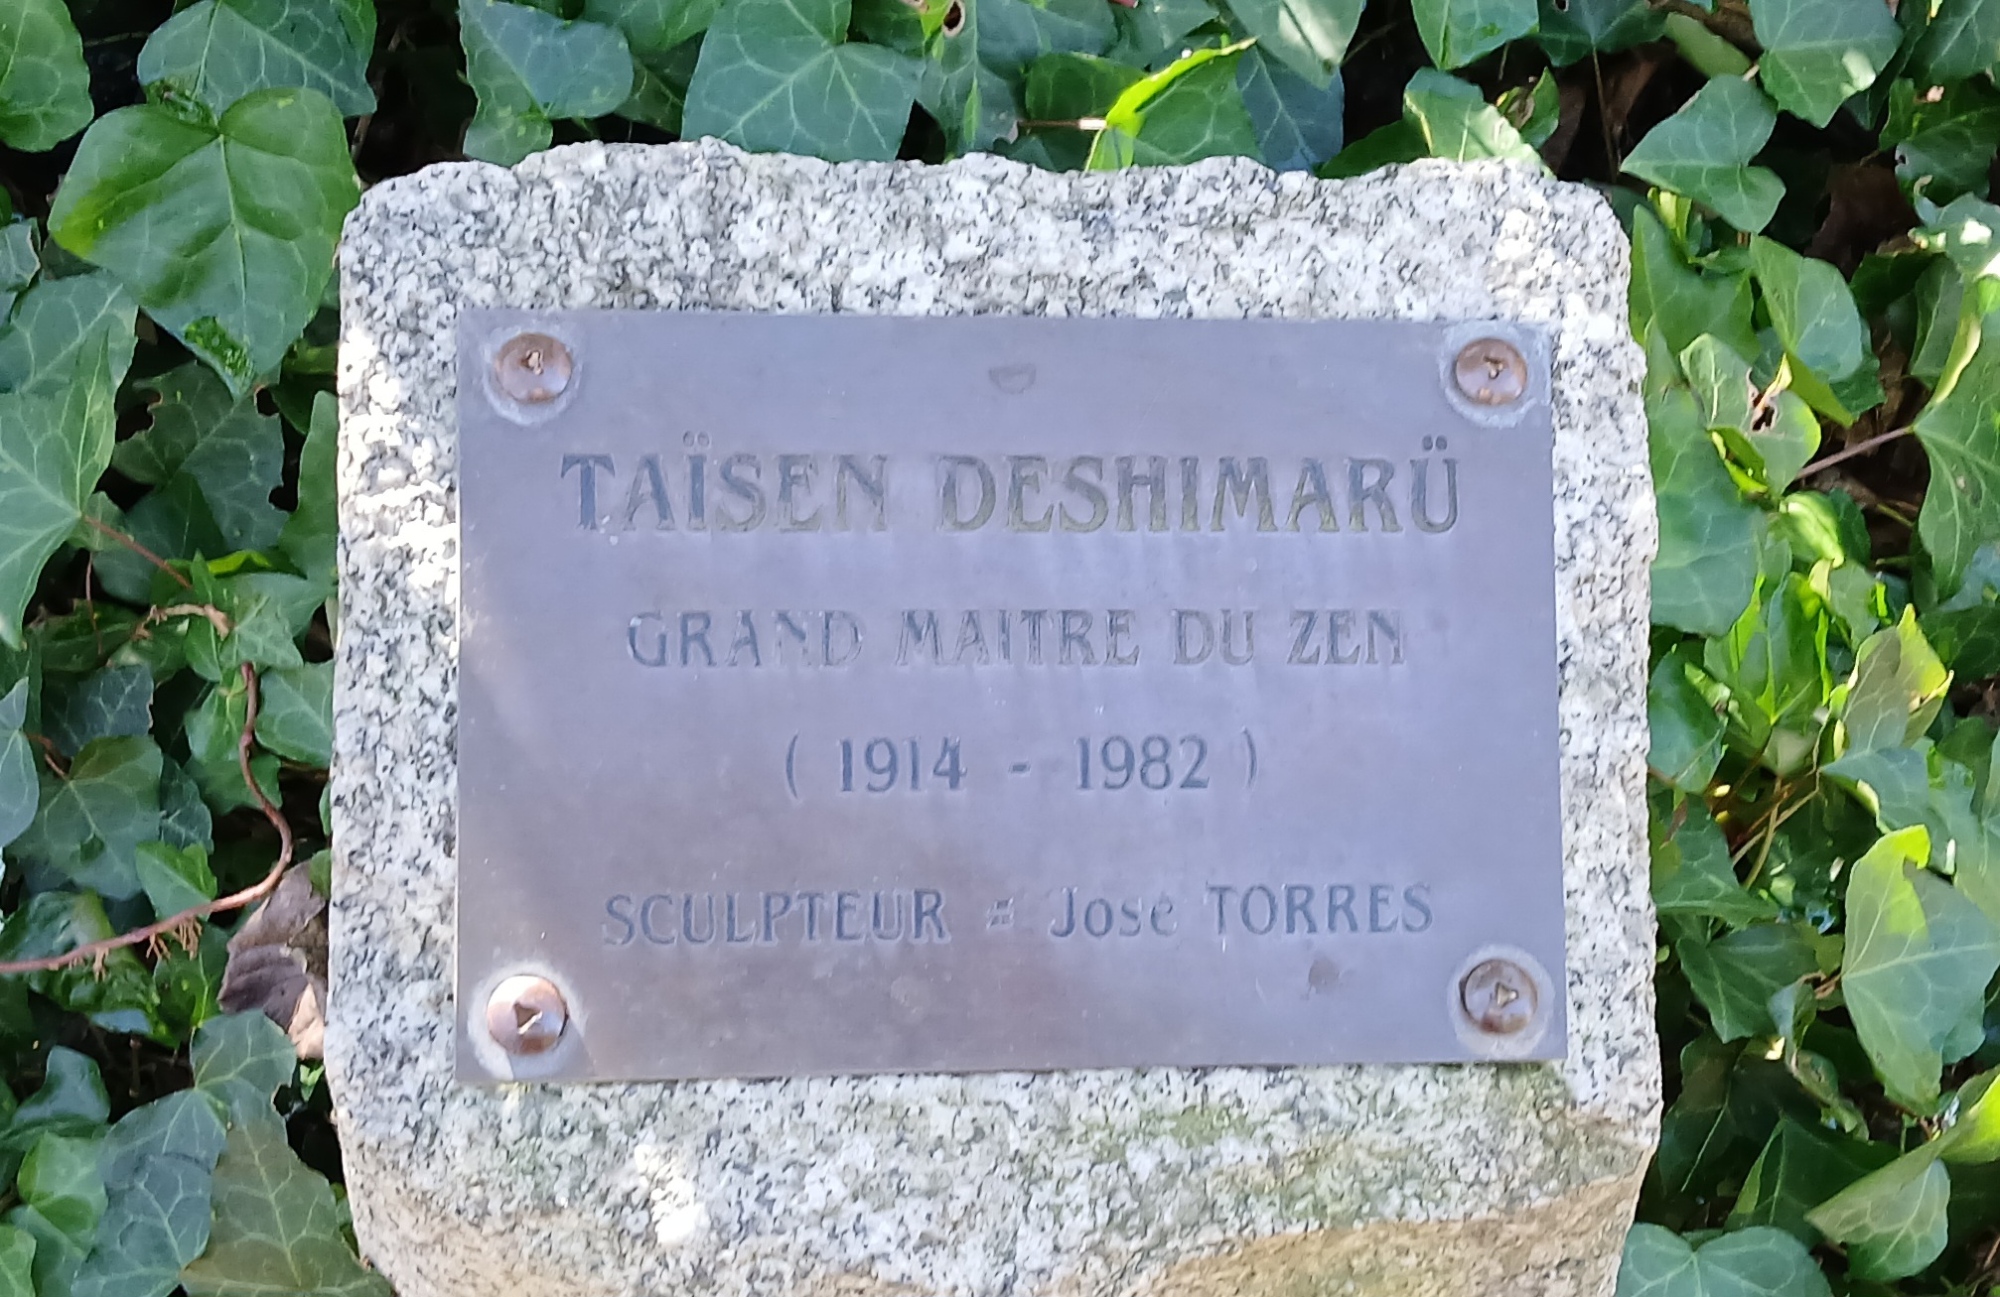 TAÏSEN DESHIMARÜ
GRAND MAITRE DU ZEN
( 1914 - 1982 )
SCULPTEUR = José TORRES